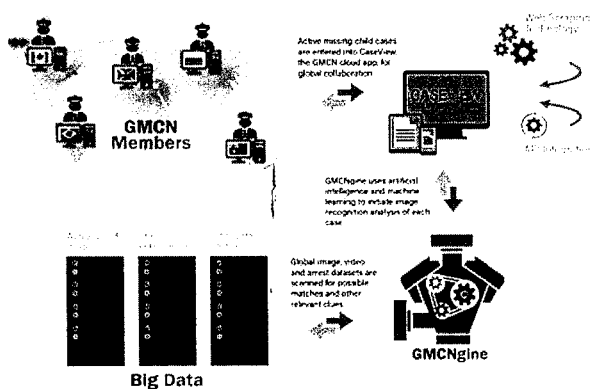 GMCN
Members
Active missing child cases
are entered into CaseView,
the GMCN cloud app, for
global collaboration
CASEVIEW
Technology
GMCNgine uses artificial
intelligence and machine
learning to initiate image
recognition analysis of each
case
Global image, video
and arrest datasets are
scanned for possible
matches and other
relevant clues.
GMCNgine
Big Data